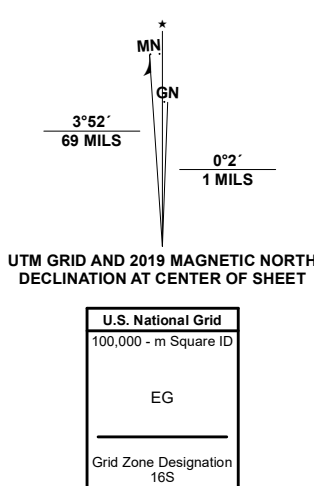 MN
GN
3°52´
69 MILS
0°2´
1 MILS
UTM GRID AND 2019 MAGNETIC NORTH
DECLINATION AT CENTER OF SHEET
U.S. National Grid
100,000 - m Square ID
EG
Grid Zone Designation
16S